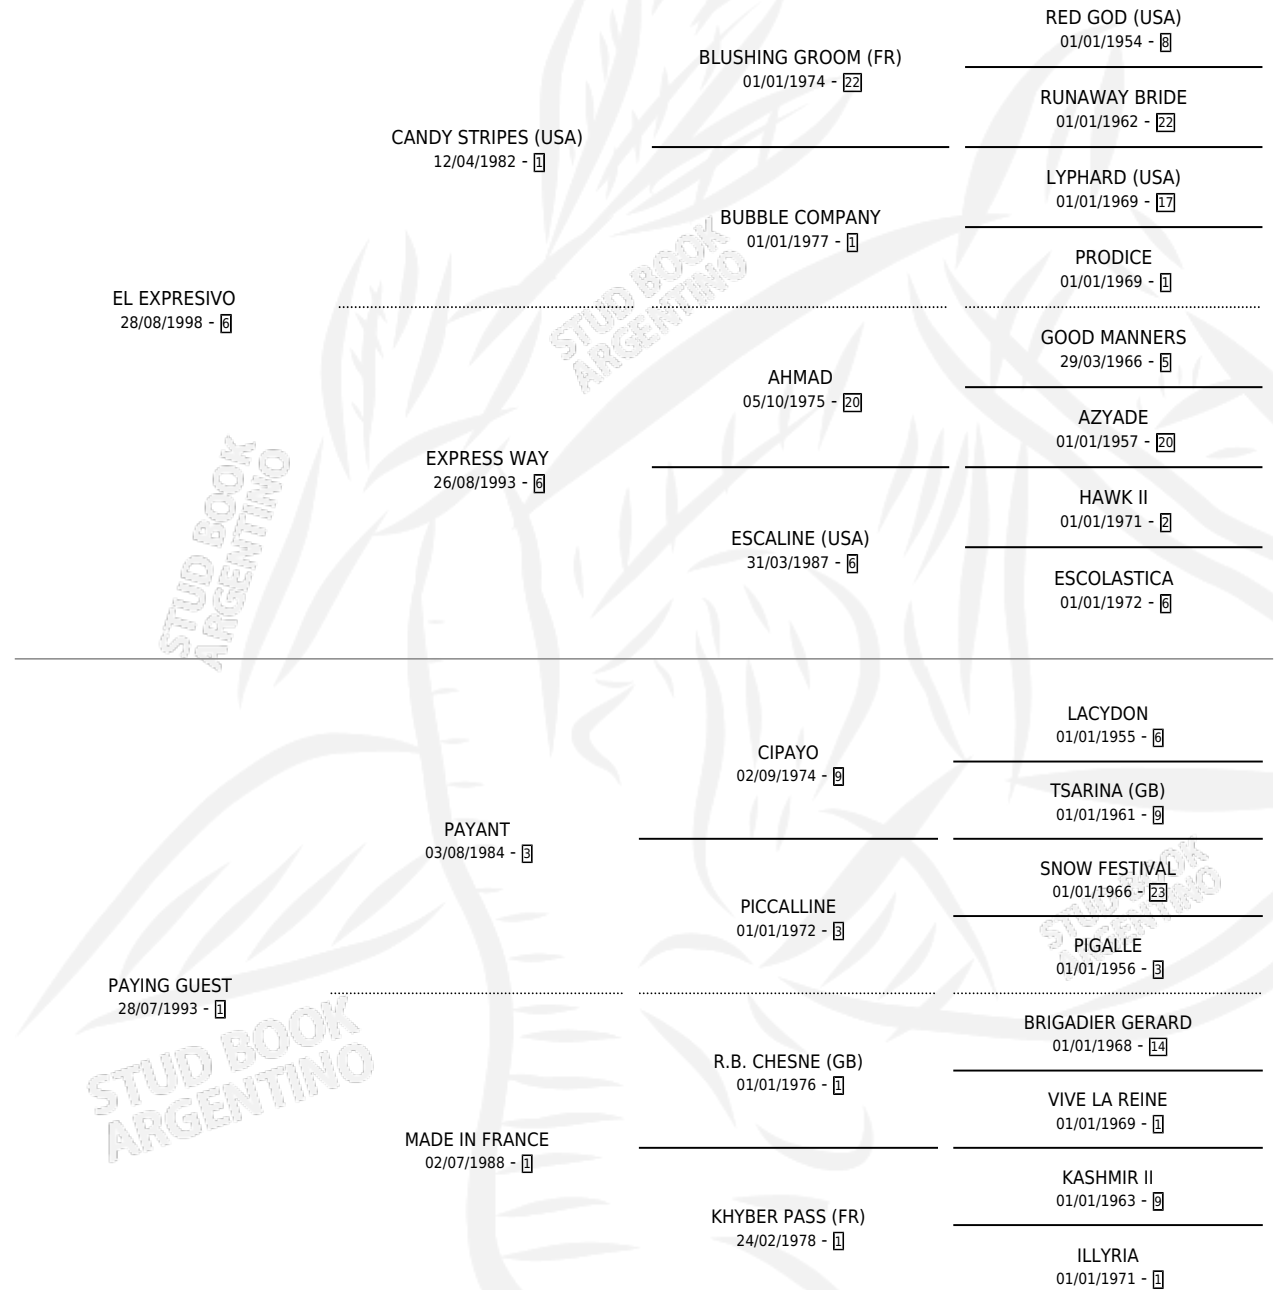 RED GOD (USA)
01/01/1954 - 8
BLUSHING GROOM (FR)
01/01/1974 - 22
RUNAWAY BRIDE
01/01/1962 - 22
CANDY STRIPES (USA)
12/04/1982 - 1
LYPHARD (USA)
01/01/1969 - 17
BUBBLE COMPANY
01/01/1977 - 1
PRODICE
01/01/1969 - 1
EL EXPRESIVO
28/08/1998 - 6
STUD BOOK
ARGENTINO
GOOD MANNERS
29/03/1966 - 5
AHMAD
05/10/1975 - 20
AZYADE
01/01/1957 - 20
EXPRESS WAY
26/08/1993 - 6
HAWK II
01/01/1971 - 2
ESCALINE (USA)
31/03/1987 - 6
ESCOLASTICA
01/01/1972 - 6
STUD BOOK
ARGENTINO
LACYDON
01/01/1955 - 6
CIPAYO
02/09/1974 - 9
TSARINA (GB)
01/01/1961 - 9
PAYANT
03/08/1984 - 3
SNOW FESTIVAL
01/01/1966 - 23
PICCALLINE
01/01/1972 - 3
PIGALLE
01/01/1956 - 3
STUD BOOK
ARGENTINO
PAYING GUEST
28/07/1993 - 1
BRIGADIER GERARD
01/01/1968 - 14
R.B. CHESNE (GB)
01/01/1976 - 1
VIVE LA REINE
01/01/1969 - 1
MADE IN FRANCE
02/07/1988 - 1
KASHMIR II
01/01/1963 - 9
KHYBER PASS (FR)
24/02/1978 - 1
ILLYRIA
01/01/1971 - 1
STUD BOOK
ARGENTINO